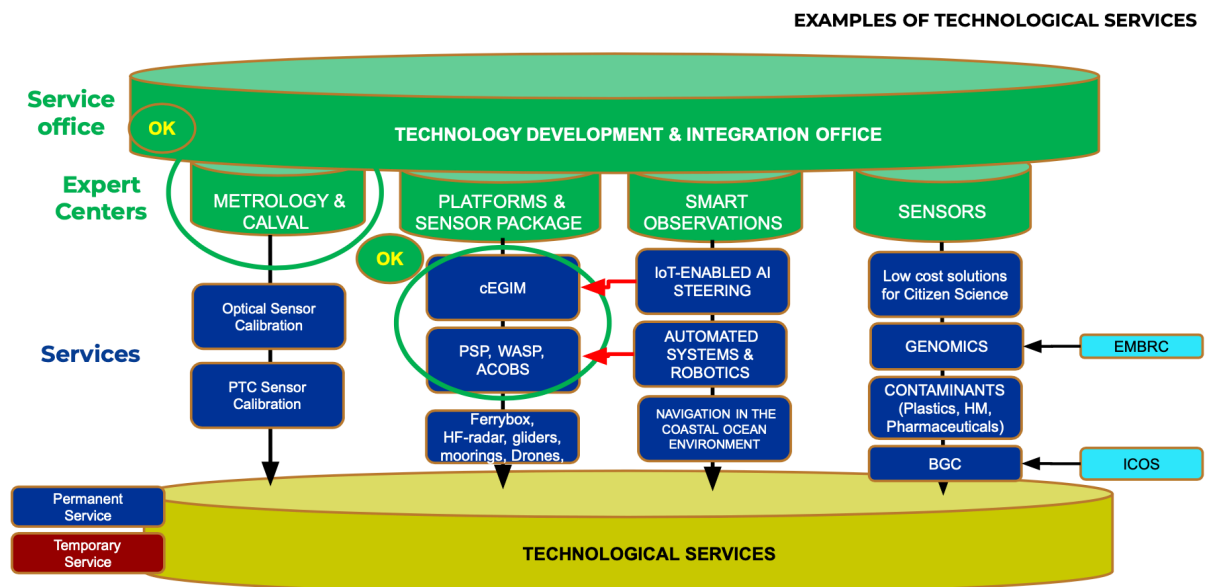 EXAMPLES OF TECHNOLOGICAL SERVICES
Service
office
OK
TECHNOLOGY DEVELOPMENT & INTEGRATION OFFICE
Expert
Centers
METROLOGY &
CALVAL
PLATFORMS &
SENSOR PACKAGE
SMART
OBSERVATIONS
SENSORS
OK
Services
Optical Sensor
Calibration
PTC Sensor
Calibration
cEGIM
PSP, WASP,
ACOBS
Ferrybox,
HF-radar, gliders,
moorings, Drones,
IoT-ENABLED AI
STEERING
AUTOMATED
SYSTEMS &
ROBOTICS
NAVIGATION IN THE
COASTAL OCEAN
ENVIRONMENT
Low cost solutions
for Citizen Science
GENOMICS
CONTAMINANTS
(Plastics, HM,
Pharmaceuticals)
BGC
EMBRC
ICOS
Permanent
Service
Temporary
Service
TECHNOLOGICAL SERVICES